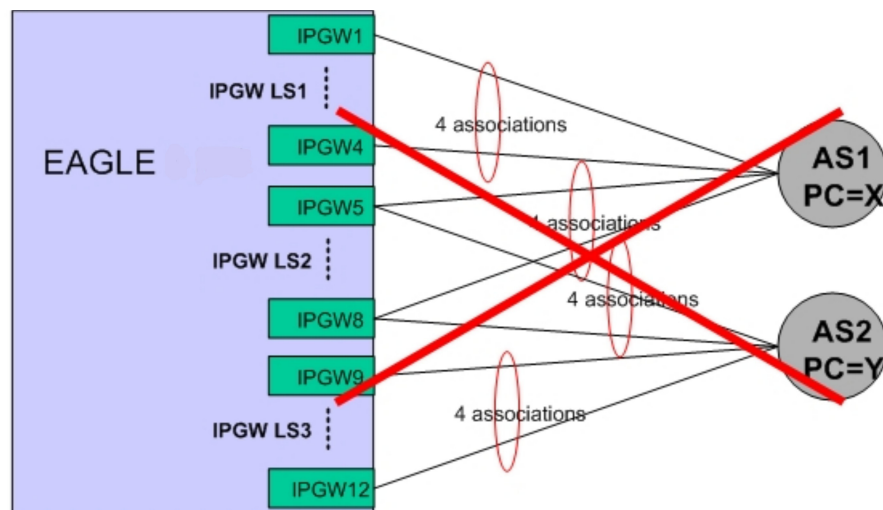 IPGW1
IPGW LS1
4 associations
IPGW4
AS1
PC=X
EAGLE
IPGW5
4 associations
IPGW LS2
4 associations
IPGW8
AS2
PC=Y
IPGW9
4 associations
IPGW LS3
IPGW12